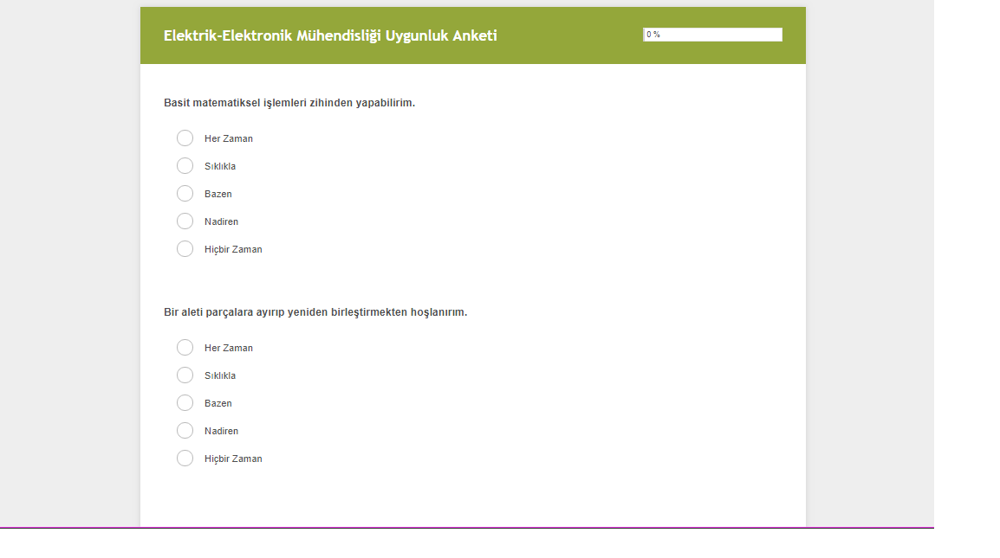 Elektrik-Elektronik Mühendisliği Uygunluk Anketi
0 %
Basit matematiksel işlemleri zihinden yapabilirim.
Her Zaman
Sıklıkla
Bazen
Nadiren
Hiçbir Zaman
Bir aleti parçalara ayırıp yeniden birleştirmekten hoşlanırım.
Her Zaman
Sıklıkla
Bazen
Nadiren
Hiçbir Zaman